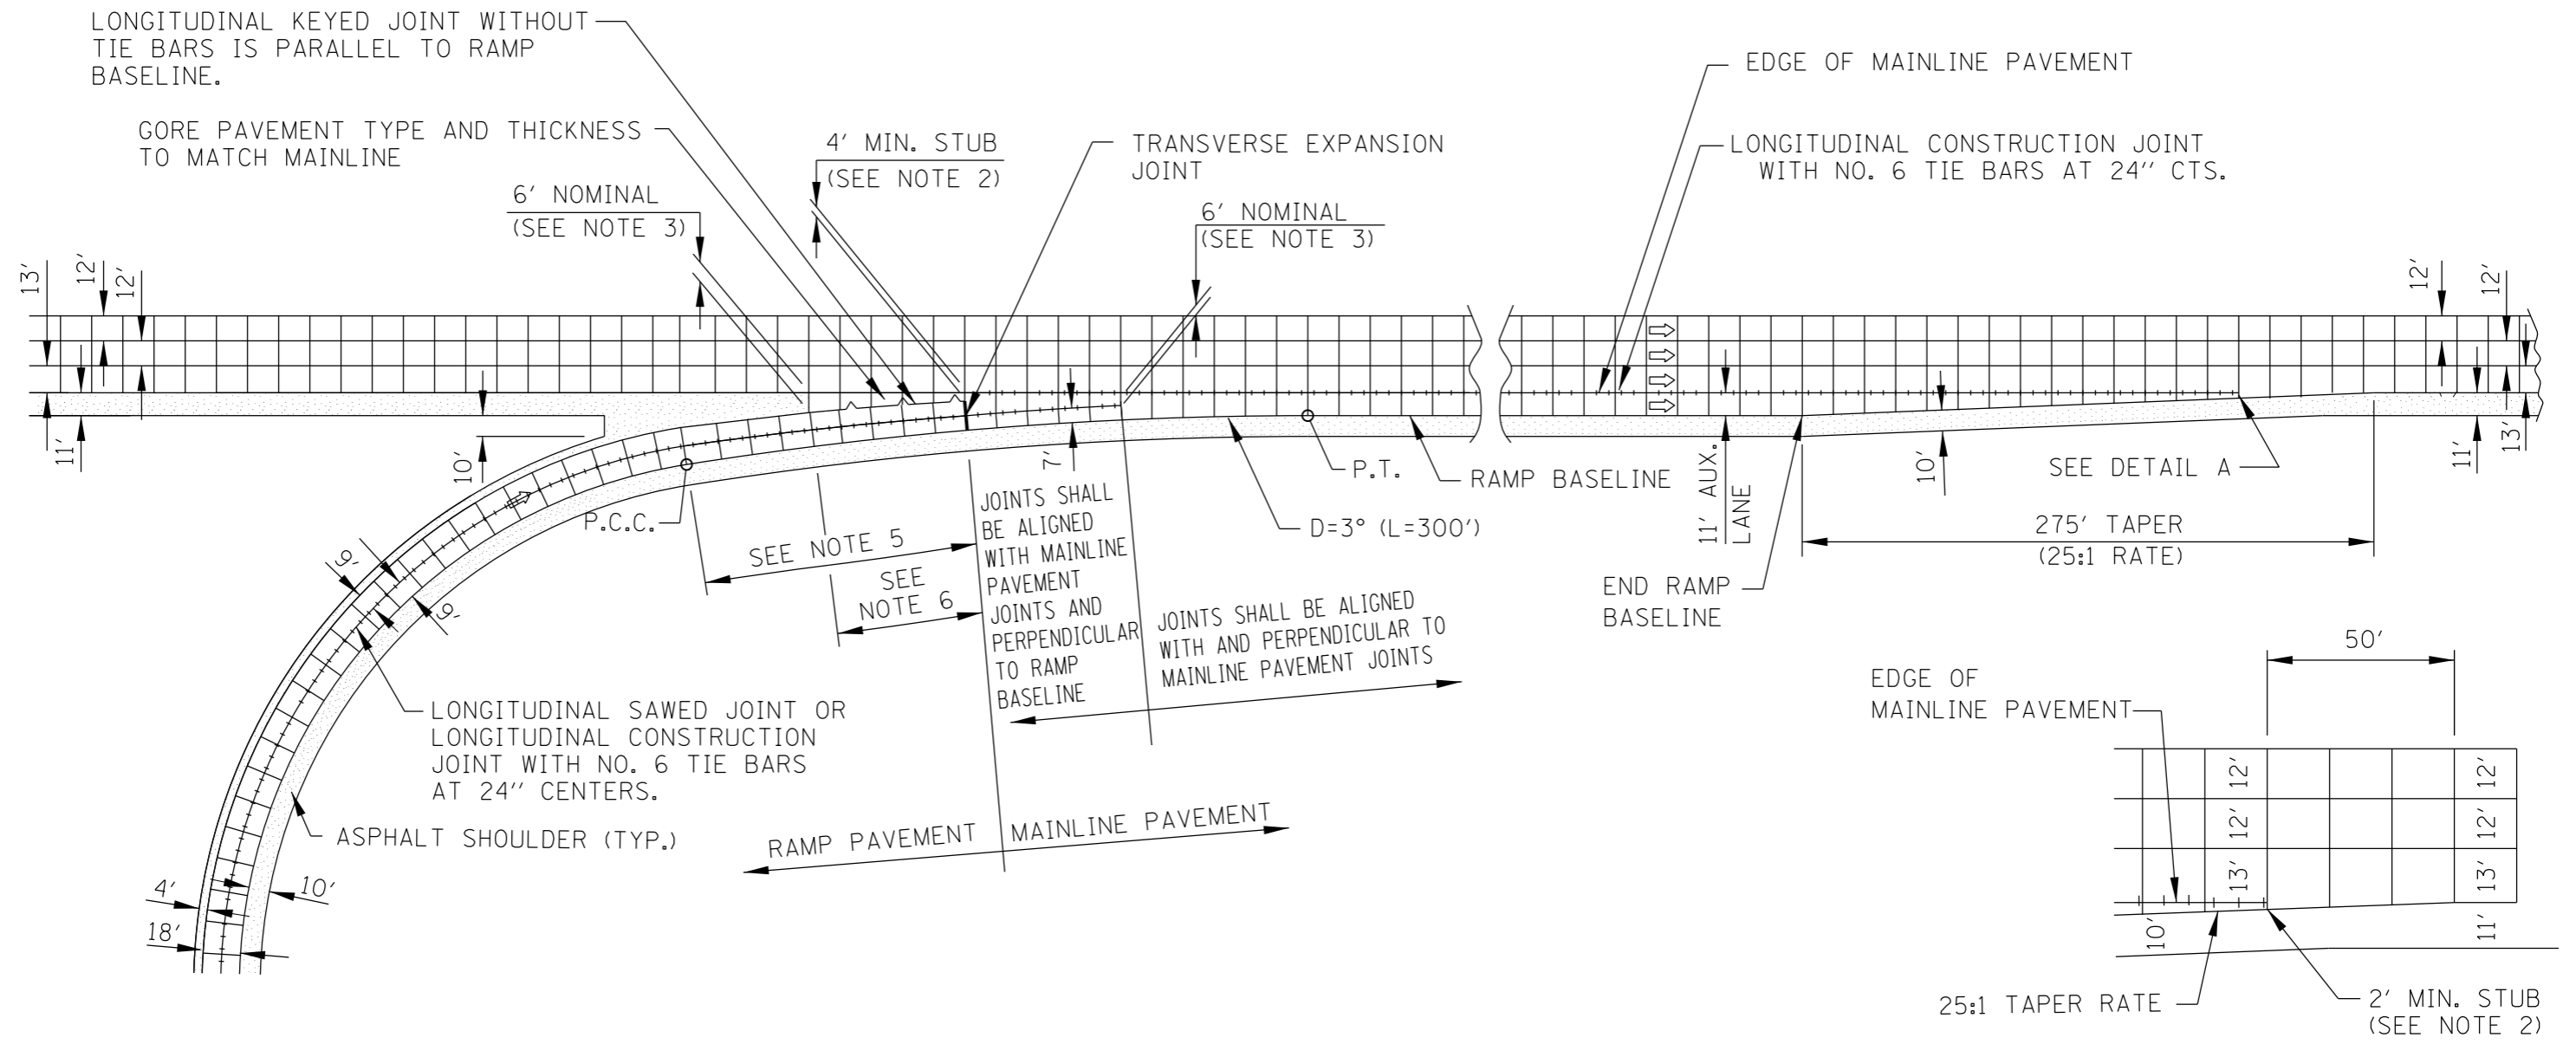 LONGITUDINAL KEYED JOINT WITHOUT
TIE BARS IS PARALLEL TO RAMP
BASELINE.
GORE PAVEMENT TYPE AND THICKNESS
TO MATCH MAINLINE
6' NOMINAL
(SEE NOTE 3)
4' MIN. STUB
(SEE NOTE 2)
TRANSVERSE EXPANSION
JOINT
6' NOMINAL
(SEE NOTE 3)
EDGE OF MAINLINE PAVEMENT
LONGITUDINAL CONSTRUCTION JOINT
WITH NO. 6 TIE BARS AT 24'' CTS.
13'
12'
12'
11'
10'
12'
12'
11'
13'
P.C.C.
7'
P.T.
RAMP BASELINE
D=3° (L=300')
11' AUX.
LANE
10'
SEE DETAIL A
275' TAPER
(25:1 RATE)
END RAMP
BASELINE
SEE NOTE 5
SEE
NOTE 6
JOINTS SHALL
BE ALIGNED
WITH MAINLINE
PAVEMENT
JOINTS AND
PERPENDICULAR
TO RAMP
BASELINE
JOINTS SHALL BE ALIGNED
WITH AND PERPENDICULAR TO
MAINLINE PAVEMENT JOINTS
9'
9'
LONGITUDINAL SAWED JOINT OR
LONGITUDINAL CONSTRUCTION
JOINT WITH NO. 6 TIE BARS
AT 24'' CENTERS.
ASPHALT SHOULDER (TYP.)
RAMP PAVEMENT
MAINLINE PAVEMENT
4'
10'
18'
50'
EDGE OF
MAINLINE PAVEMENT
12'
12'
12'
12'
13'
13'
10'
11'
25:1 TAPER RATE
2' MIN. STUB
(SEE NOTE 2)